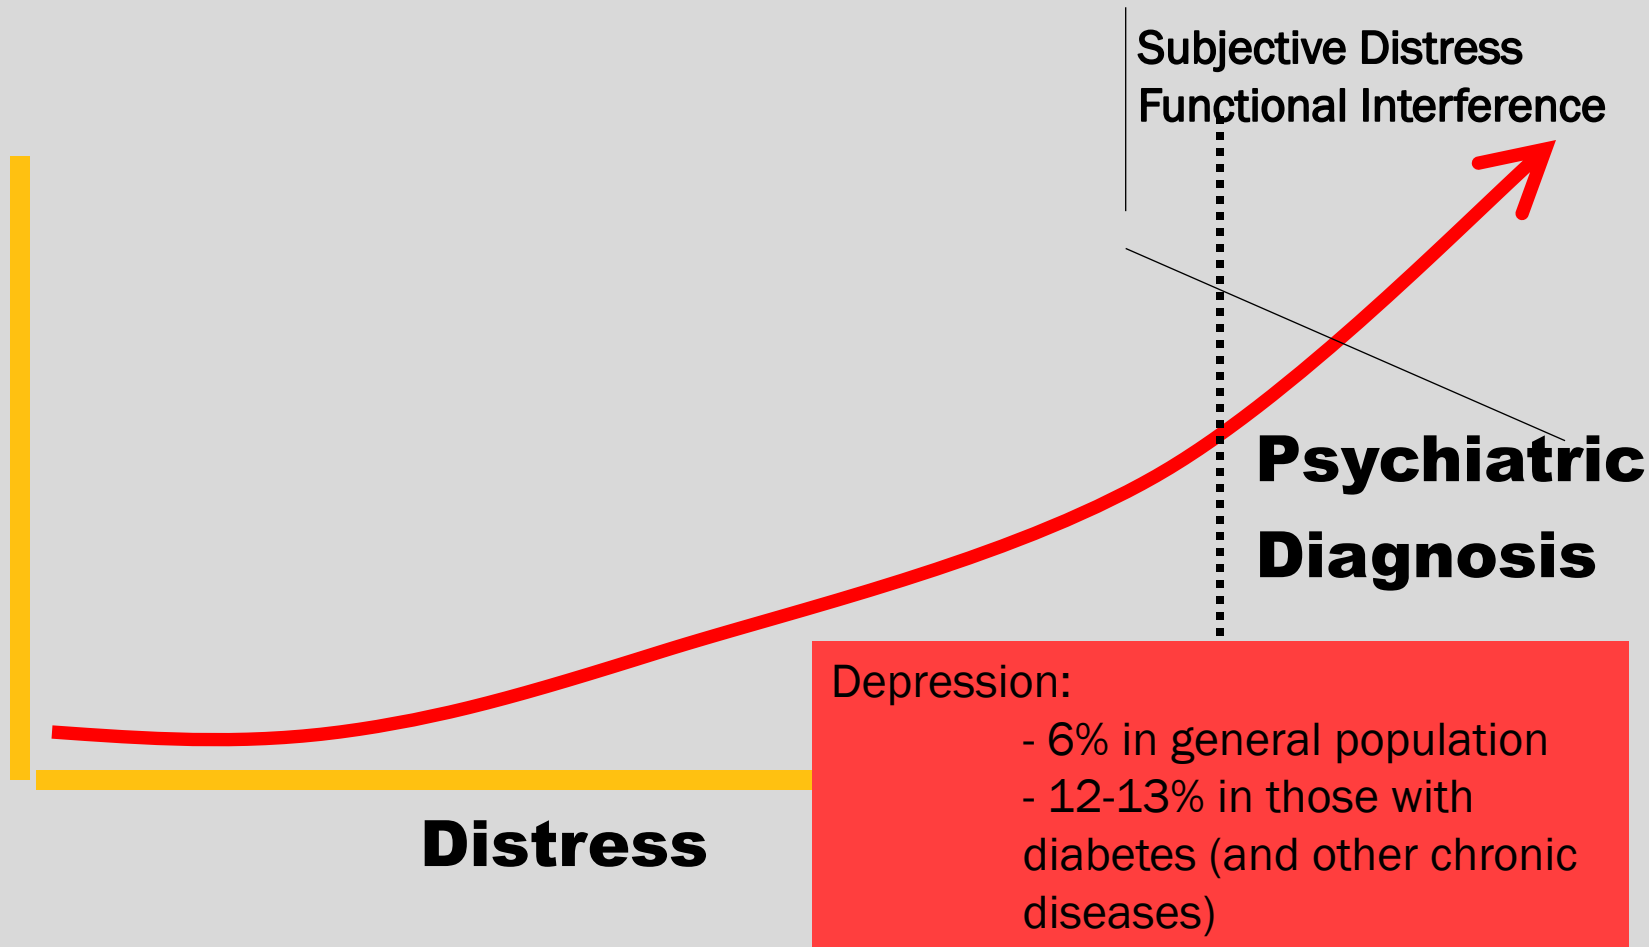 Subjective Distress
Functional Interference
Psychiatric
Diagnosis
Depression:
- 6% in general population
- 12-13% in those with
diabetes (and other chronic
diseases)
Distress